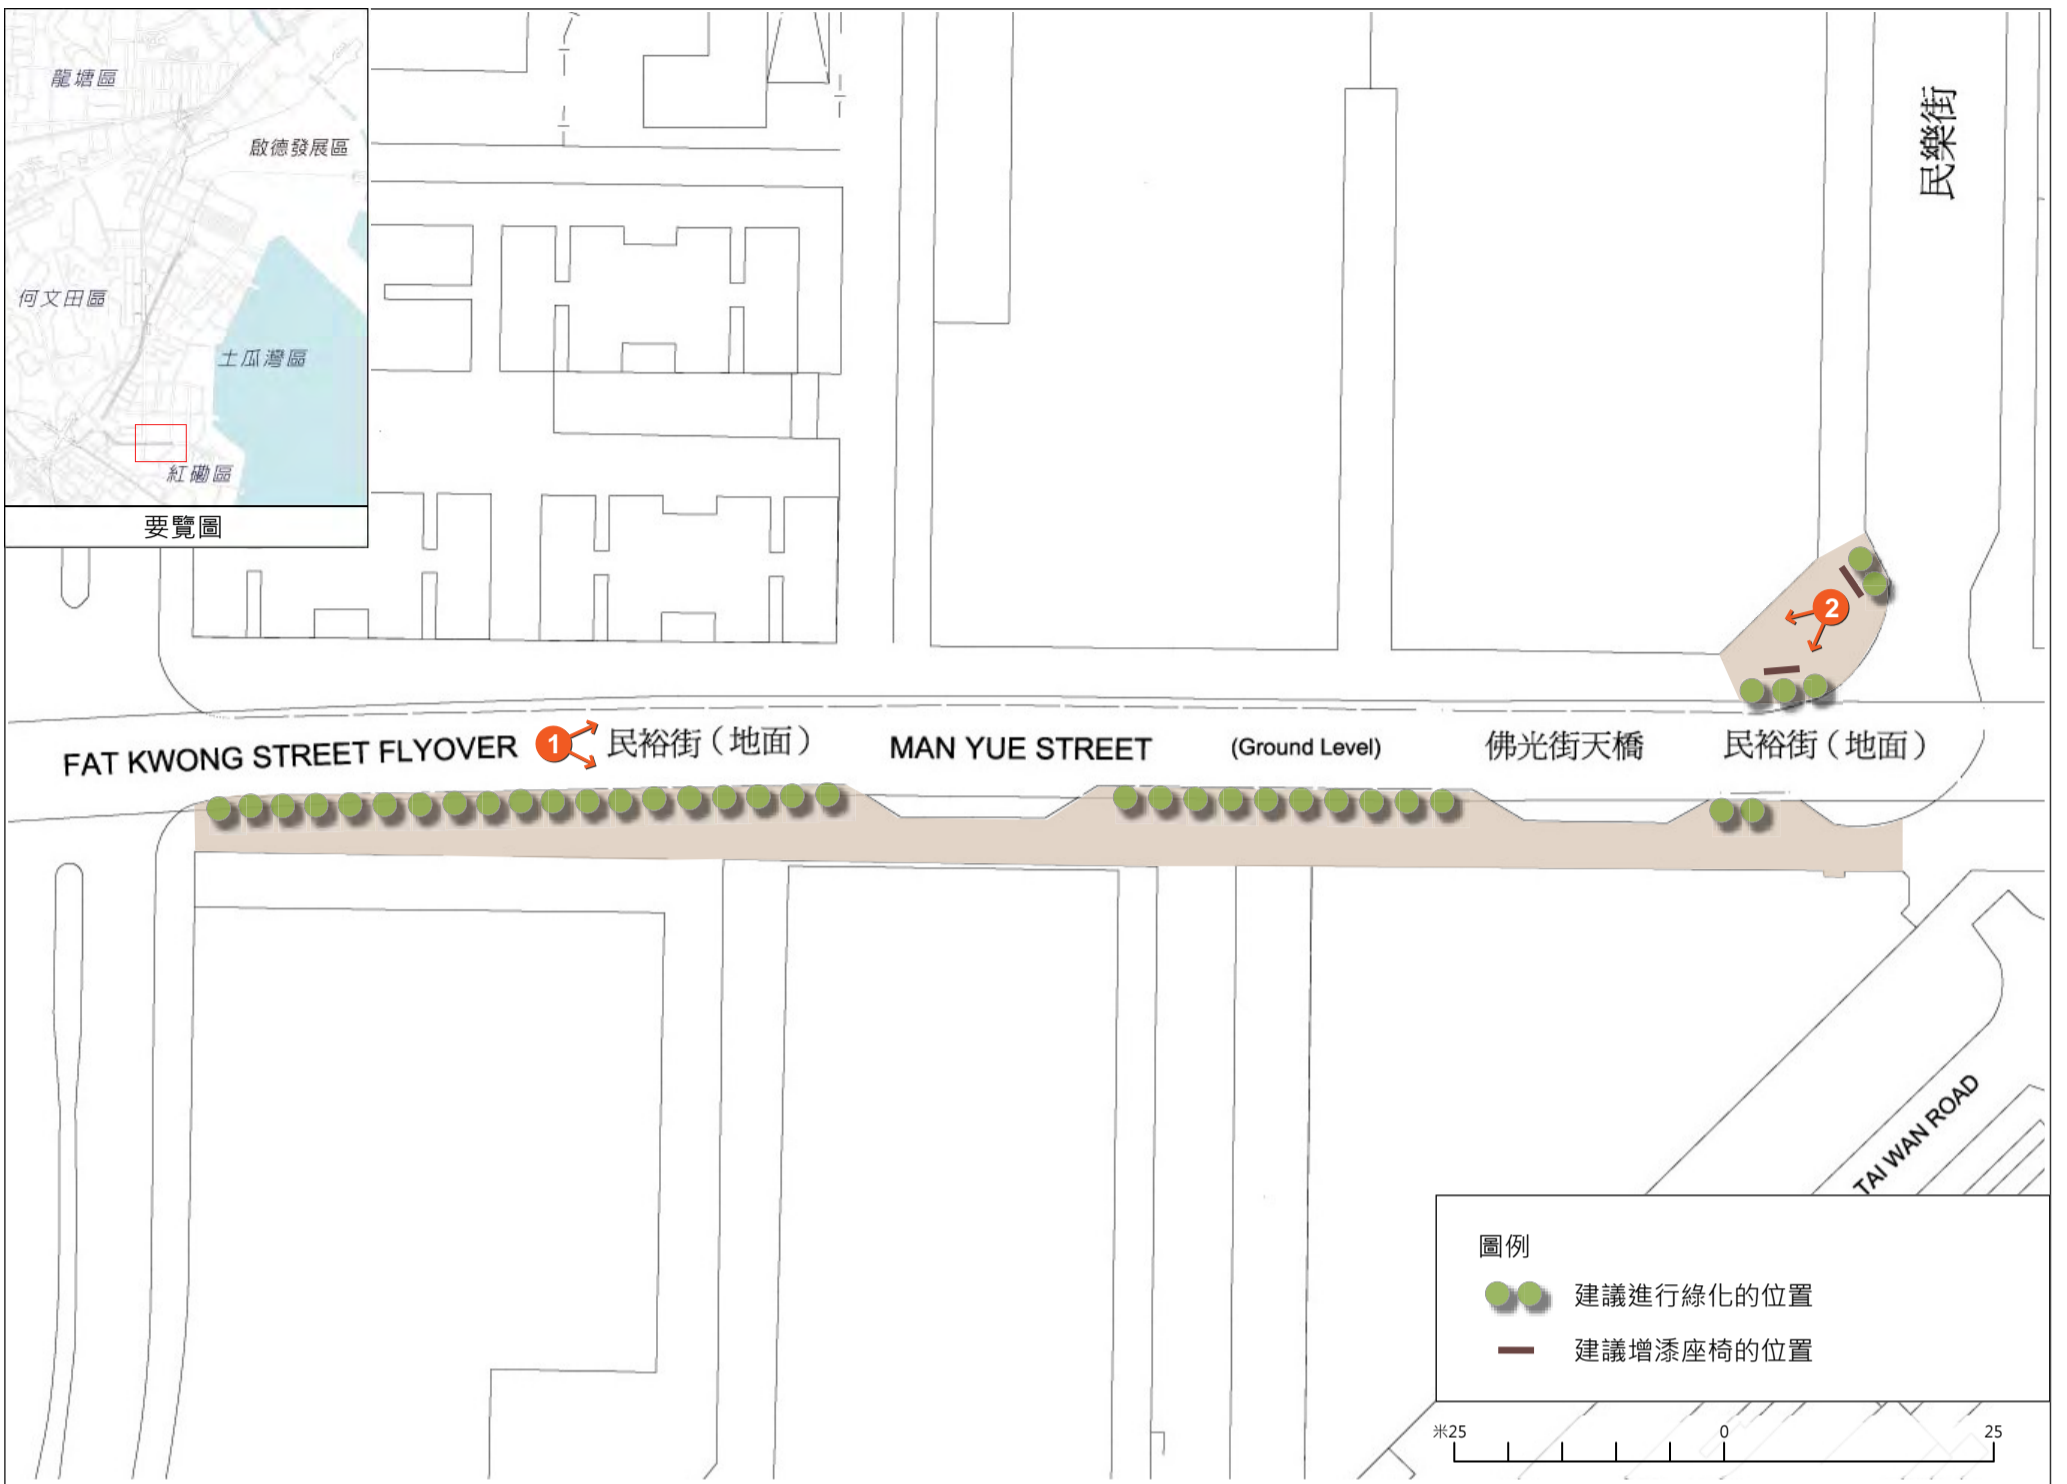 龍塘區
啟德發展區
何文田區
土瓜灣區
紅磡區
要覽圖
民樂街
2
FAT KWONG STREET FLYOVER
1
民裕街（地面）
MAN YUE STREET
(Ground Level)
佛光街天橋
民裕街（地面）
TAI WAN ROAD
圖例
建議進行綠化的位置
建議增添座椅的位置
米25 0 25